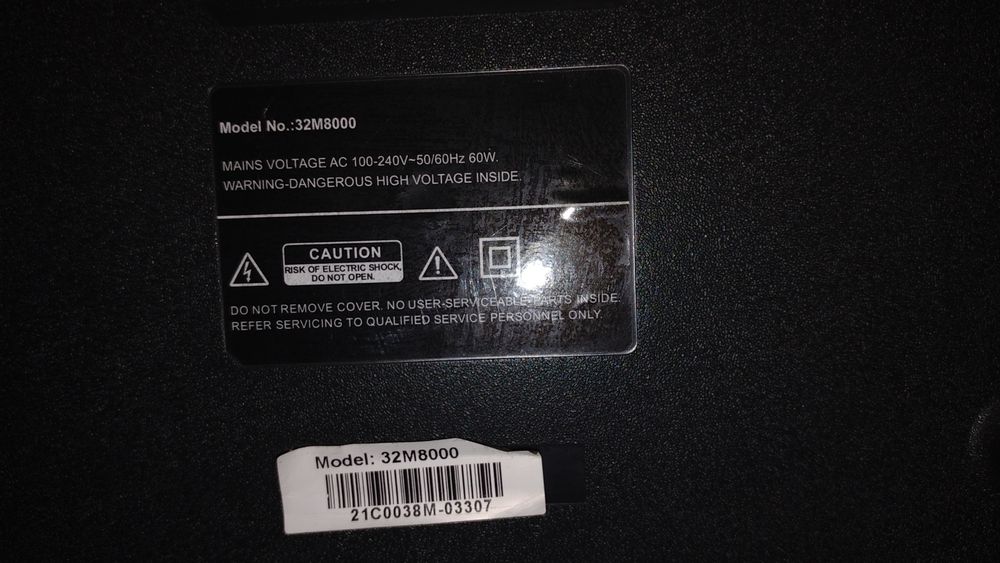 Model No.:32M8000
MAINS VOLTAGE AC 100-240V~50/60Hz 60W.
WARNING-DANGEROUS HIGH VOLTAGE INSIDE.
CAUTION
RISK OF ELECTRIC SHOCK,
DO NOT OPEN.
DO NOT REMOVE COVER. NO USER-SERVICEABLE PARTS INSIDE.
REFER SERVICING TO QUALIFIED SERVICE PERSONNEL ONLY.
Model: 32M8000
21C0038M-03307